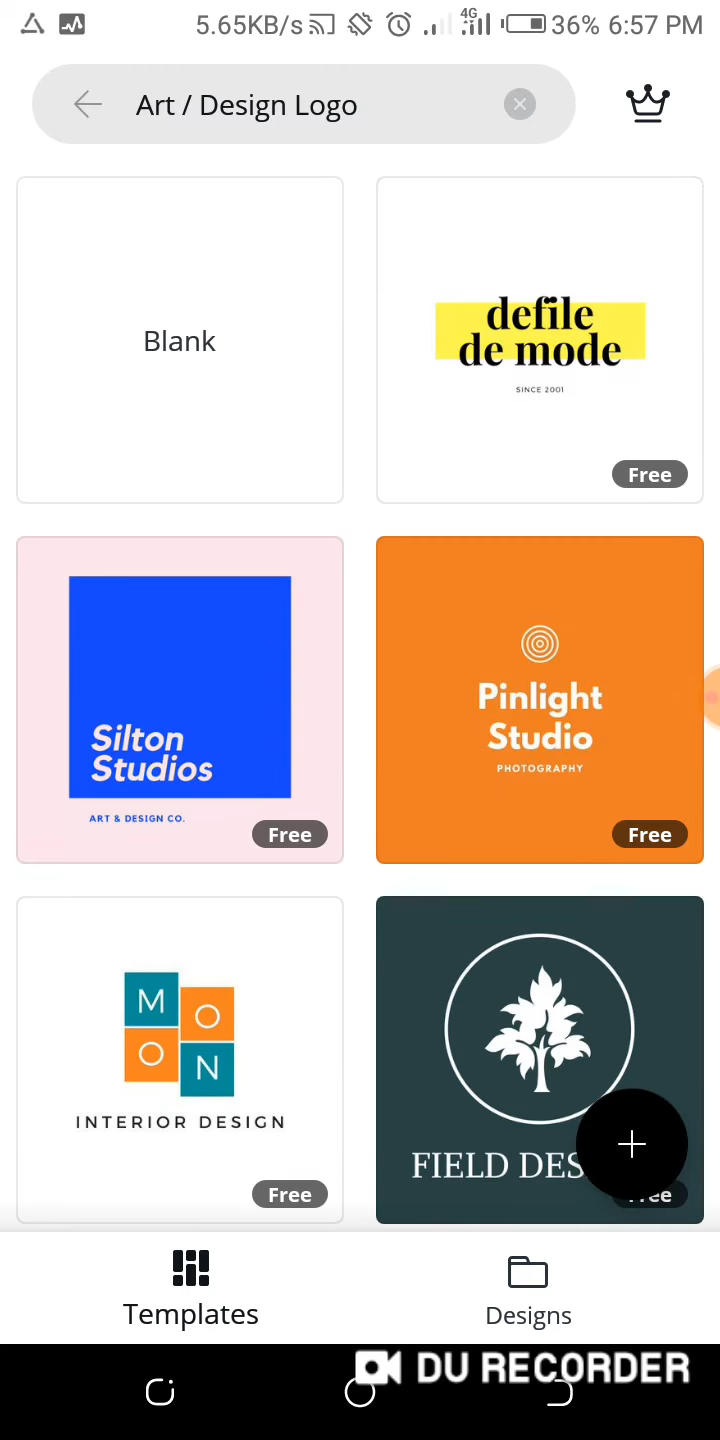 5.65KB/s 4G 36% 6:57 PM
Art / Design Logo
Blank
defile
de mode
SINCE 2001
Free
Silton
Studios
ART & DESIGN CO.
Free
Pinlight
Studio
PHOTOGRAPHY
Free
M
O
O
N
INTERIOR DESIGN
Free
FIELD DES
Templates
Designs
DU RECORDER